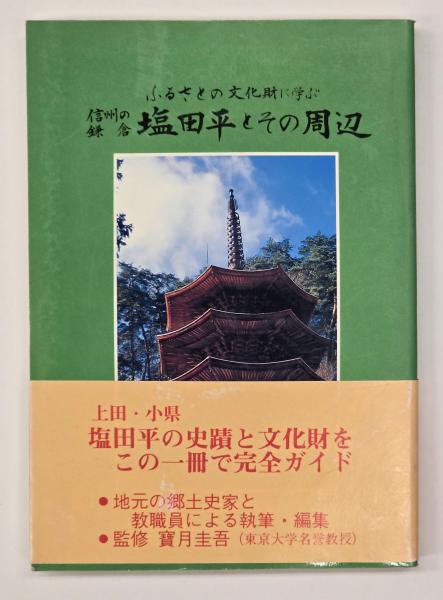 ふるさとの文化財に学ぶ
信州の鎌倉 塩田平とその周辺
上田・小県
塩田平の史蹟と文化財を
この一冊で完全ガイド
●地元の郷土史家と
教職員による執筆・編集
●監修 寶月圭吾（東京大学名誉教授）